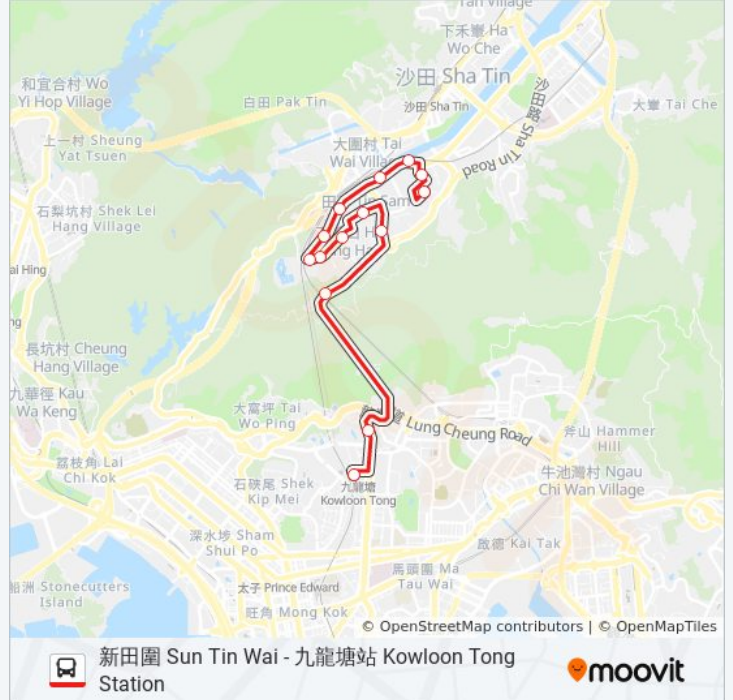 Tan Village
下禾輋 Ha
Wo Che
沙田 Sha Tin
和宜合村 Wo
Yi Hop Village
白田 Pak Tin
沙田 Sha Tin
大輋 Tai Che
上一村 Sheung
Yat Tsuen
大圍村 Tai
Wai Village
Sha Tin Road
石梨坑村 Shek Lei
Hang Village
長坑村 Cheung
Hang Village
九華徑 Kau
Wa Keng
大窩坪 Tai
Wo Ping
Lung Cheung Road
斧山 Hammer
Hill
荔枝角 Lai
Chi Kok
石硤尾 Shek
Kip Mei
九龍塘
Kowloon Tong
牛池灣村 Ngau
Chi Wan Village
深水埗 Sham
Shui Po
啟德 Kai Tak
馬頭圍 Ma
Tau Wai
船洲 Stonecutters
Island
太子 Prince Edward
旺角 Mong Kok
© OpenStreetMap contributors | © OpenMapTiles
新田圍 Sun Tin Wai - 九龍塘站 Kowloon Tong
Station
moovit